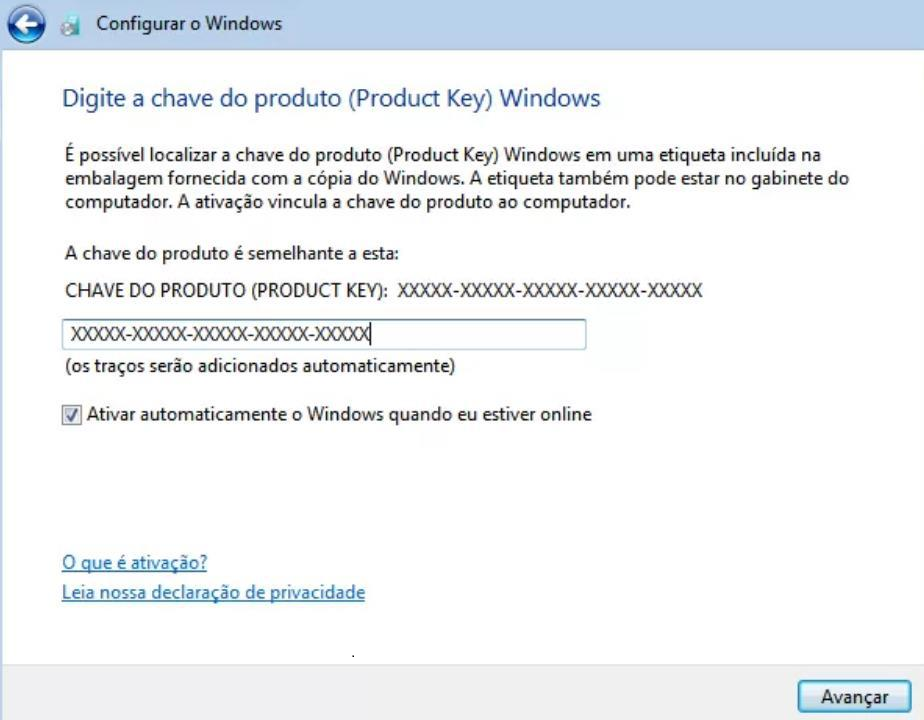 Configurar o Windows
Digite a chave do produto (Product Key) Windows
É possível localizar a chave do produto (Product Key) Windows em uma etiqueta incluída na
embalagem fornecida com a cópia do Windows. A etiqueta também pode estar no gabinete do
computador. A ativação vincula a chave do produto ao computador.
A chave do produto é semelhante a esta:
CHAVE DO PRODUTO (PRODUCT KEY): XXXXX-XXXXX-XXXXX-XXXXX-XXXXX
XXXXX-XXXXX-XXXXX-XXXXX-XXXXX
(os traços serão adicionados automaticamente)
Ativar automaticamente o Windows quando eu estiver online
O que é ativação?
Leia nossa declaração de privacidade
Avançar